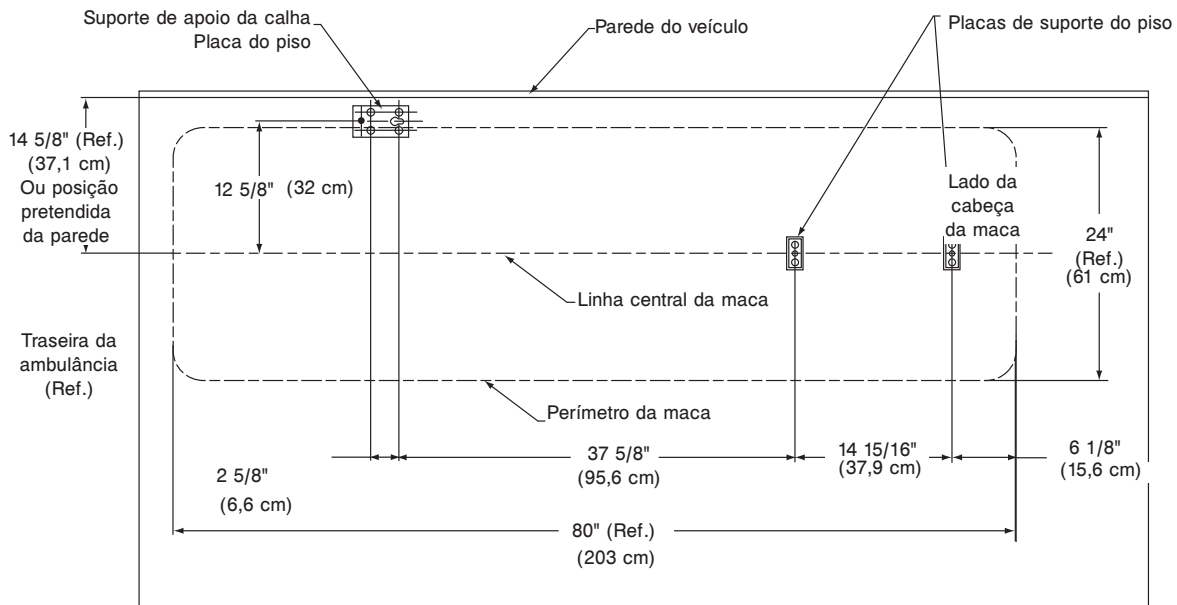 Suporte de apoio da calha
Placa do piso
Parede do veículo
Placas de suporte do piso
14 5/8" (Ref.)
(37,1 cm)
Ou posição
pretendida
da parede
12 5/8" (32 cm)
Lado da
cabeça
da maca
24"
(Ref.)
(61 cm)
Linha central da maca
Traseira da
ambulância
(Ref.)
Perímetro da maca
2 5/8"
(6,6 cm)
37 5/8"
(95,6 cm)
14 15/16"
(37,9 cm)
6 1/8"
(15,6 cm)
80" (Ref.)
(203 cm)